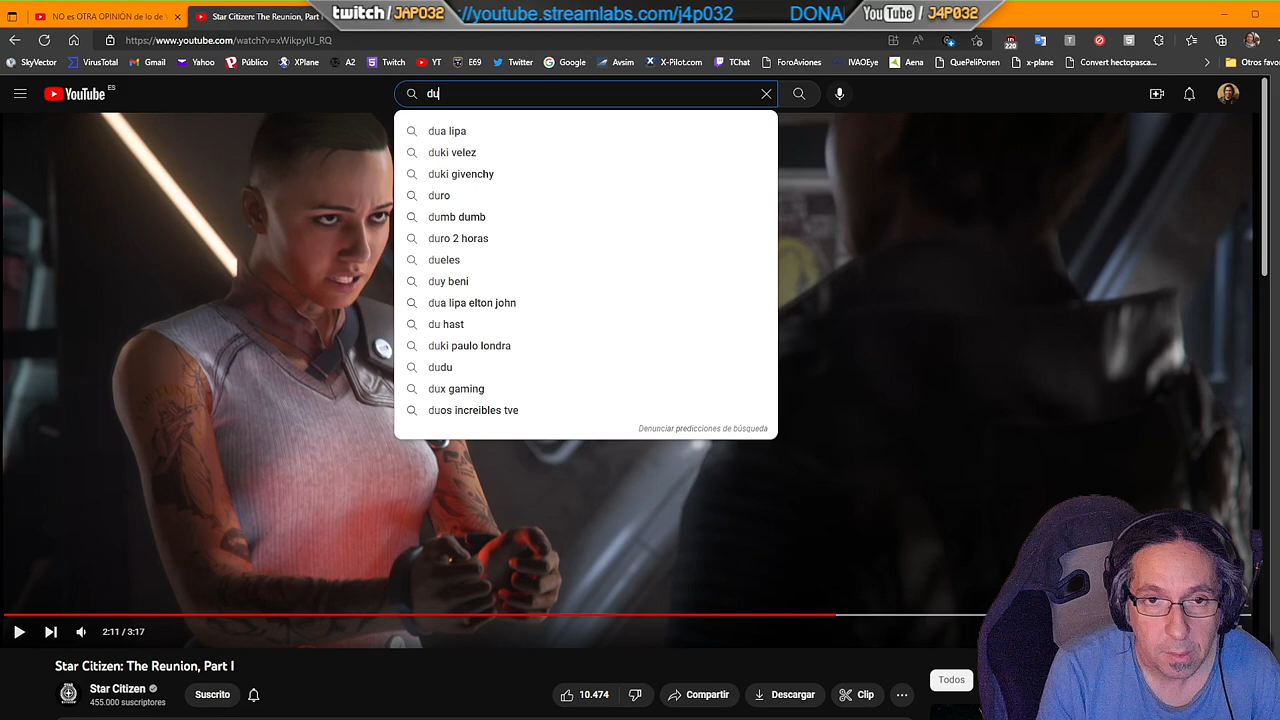 NO es OTRA OPINIÓN de lo de
Star Citizen: The Reunion, Part I
twitch/JAP032
//youtube.streamlabs.com/j4p032
DONA
YouTube/J4P032
https://www.youtube.com/watch?v=xWikpyIU_RQ
220
SkyVector
VirusTotal
Gmail
Yahoo
Público
XPlane
A2
Twitch
YT
E69
Twitter
Google
Avsim
X-Pilot.com
TChat
ForoAviones
IVAOEye
Aena
QuePeliPonen
x-plane
Convert hectopasca...
Otros favo
YouTube ES
du
dua lipa
duki velez
duki givenchy
duro
dumb dumb
duro 2 horas
dueles
duy beni
dua lipa elton john
du hast
duki paulo londra
dudu
dux gaming
duos increibles tve
Denunciar predicciones de búsqueda
2:11 / 3:17
Star Citizen: The Reunion, Part I
Star Citizen
455.000 suscriptores
Suscrito
10.474
Compartir
Descargar
Clip
Todos